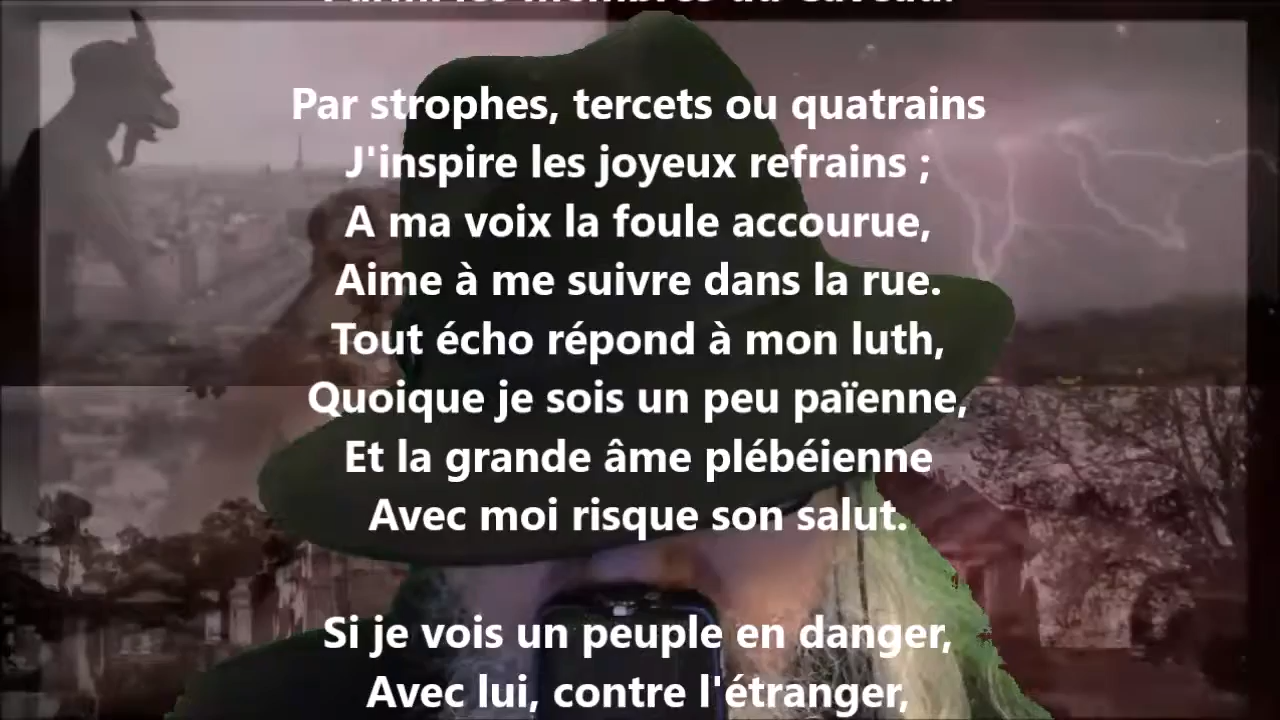 Par strophes, tercets ou quatrains
J'inspire les joyeux refrains ;
A ma voix la foule accourue,
Aime à me suivre dans la rue.
Tout écho répond à mon luth,
Quoique je sois un peu païenne,
Et la grande âme plébéienne
Avec moi risque son salut.
Si je vois un peuple en danger,
Avec lui, contre l'étranger,